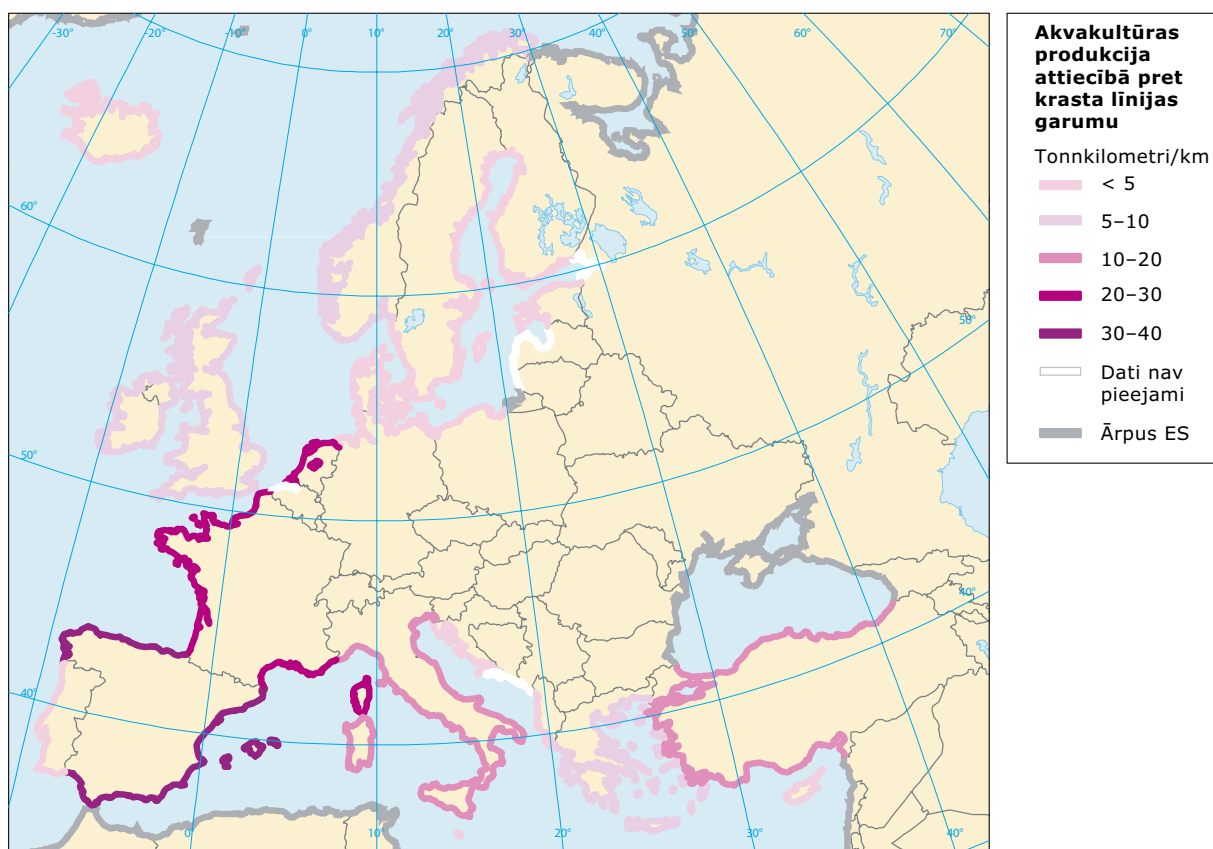 -30°
-20°
-10°
0°
10°
20°
30°
40°
50°
60°
70°
60°
50°
50°
40°
40°
0°
10°
20°
30°
40°
Akvakultūras
produkcija
attiecībā pret
krasta līnijas
garumu
Tonnkilometri/km
< 5
5–10
10–20
20–30
30–40
Dati nav
pieejami
Ārpus ES